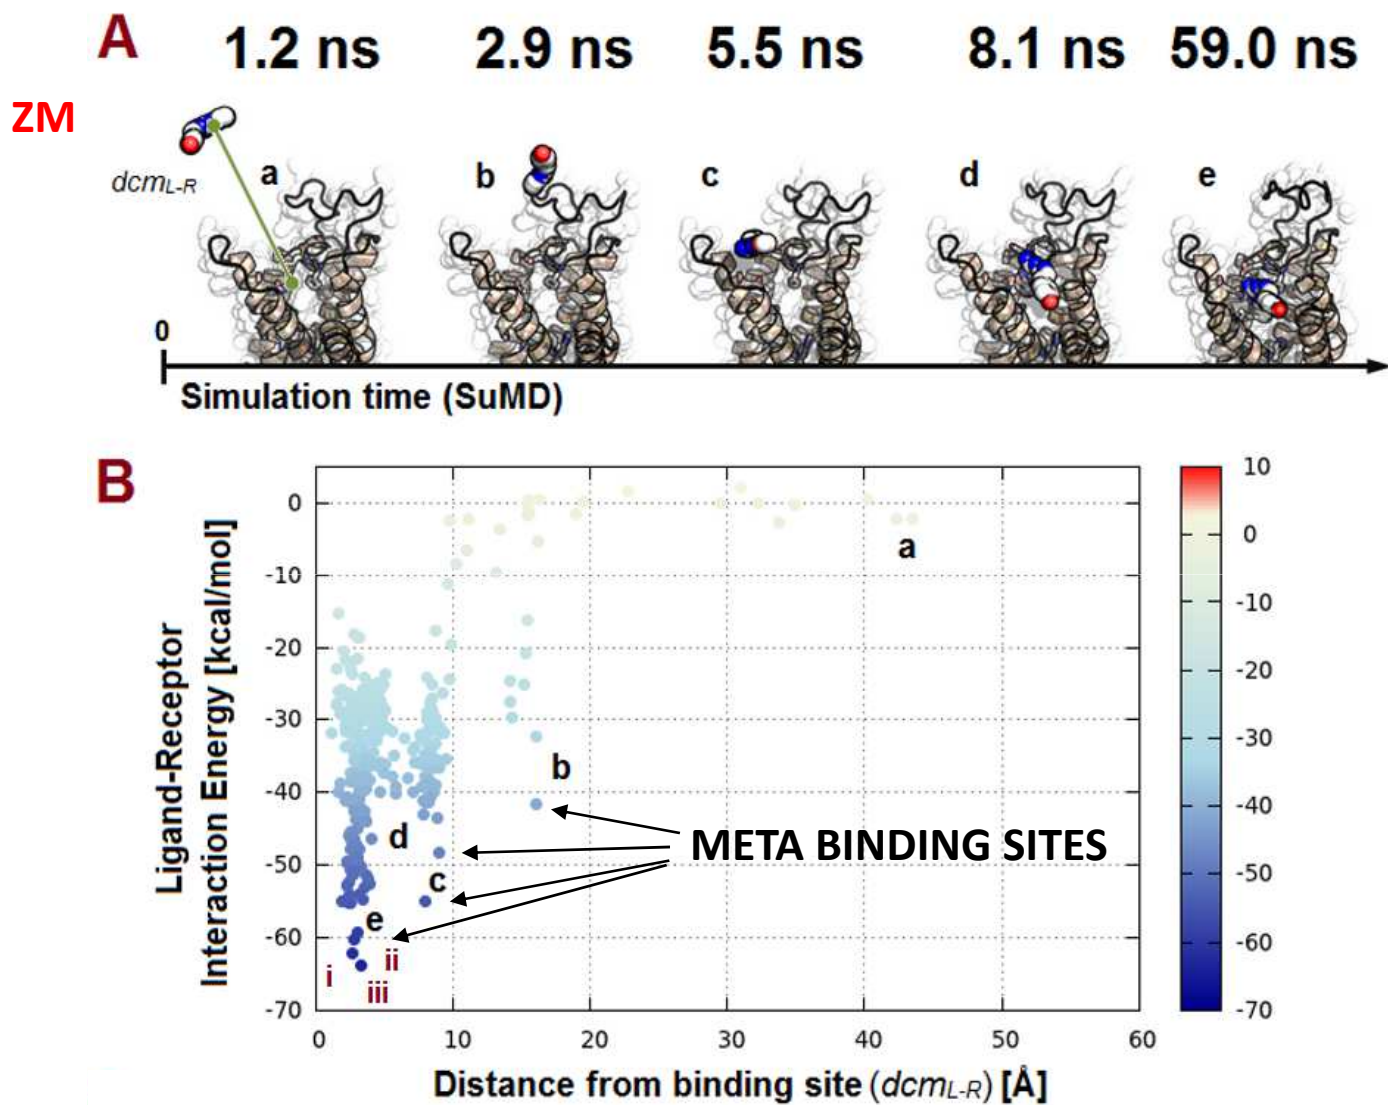 A
1.2 ns 2.9 ns 5.5 ns 8.1 ns 59.0 ns
ZM
dcmL-R
a b c d e
0
Simulation time (SuMD)
B
Ligand-Receptor
Interaction Energy [kcal/mol]
0
-10
-20
-30
-40
-50
-60
-70
a
b
d
c
e
i
ii
iii
META BINDING SITES
0 10 20 30 40 50 60
Distance from binding site (dcmL-R) [Å]
10
0
-10
-20
-30
-40
-50
-60
-70